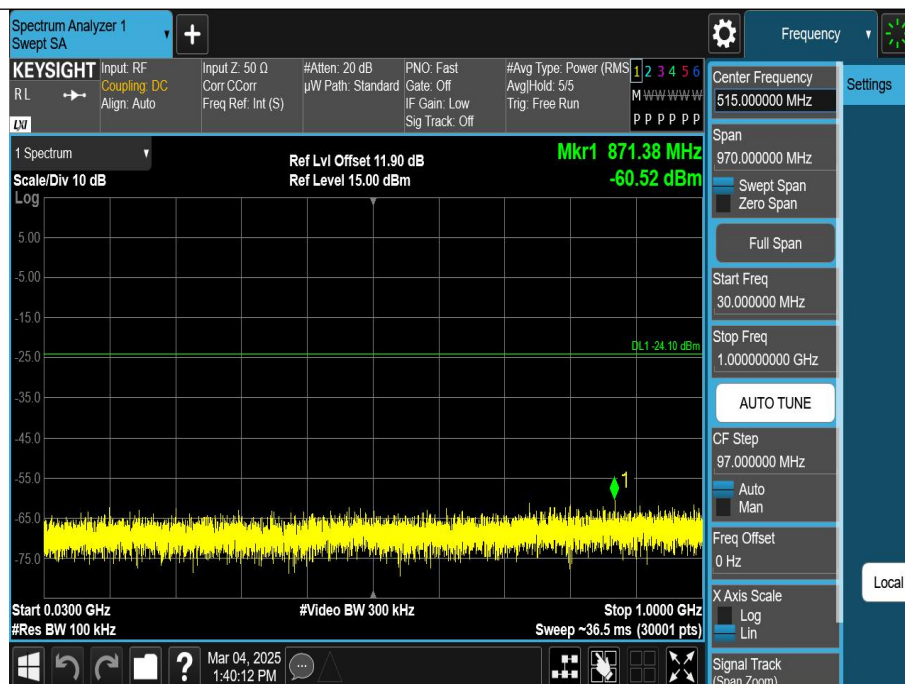 Spectrum Analyzer 1
Swept SA
Frequency
KEYSIGHT
RL
LXI
Input: RF
Coupling: DC
Align: Auto
Input Z: 50 Ω
Corr CCorr
Freq Ref: Int (S)
#Atten: 20 dB
µW Path: Standard
PNO: Fast
Gate: Off
IF Gain: Low
Sig Track: Off
#Avg Type: Power (RMS
Avg|Hold: 5/5
Trig: Free Run
1 2 3 4 5 6
M W W W W W
P P P P P P
Settings
Center Frequency
515.000000 MHz
Span
970.000000 MHz
Swept Span
Zero Span
Full Span
Start Freq
30.000000 MHz
Stop Freq
1.000000000 GHz
AUTO TUNE
CF Step
97.000000 MHz
Auto
Man
Freq Offset
0 Hz
X Axis Scale
Log
Lin
Signal Track
(Span Zoom)
Local
1 Spectrum
Scale/Div 10 dB
Log
Ref Lvl Offset 11.90 dB
Ref Level 15.00 dBm
Mkr1 871.38 MHz
-60.52 dBm
5.00
-5.00
-15.0
DL1 -24.10 dBm
-25.0
-35.0
-45.0
-55.0
1
-65.0
-75.0
Start 0.0300 GHz
#Video BW 300 kHz
Stop 1.0000 GHz
#Res BW 100 kHz
Sweep ~36.5 ms (30001 pts)
?
Mar 04, 2025
1:40:12 PM